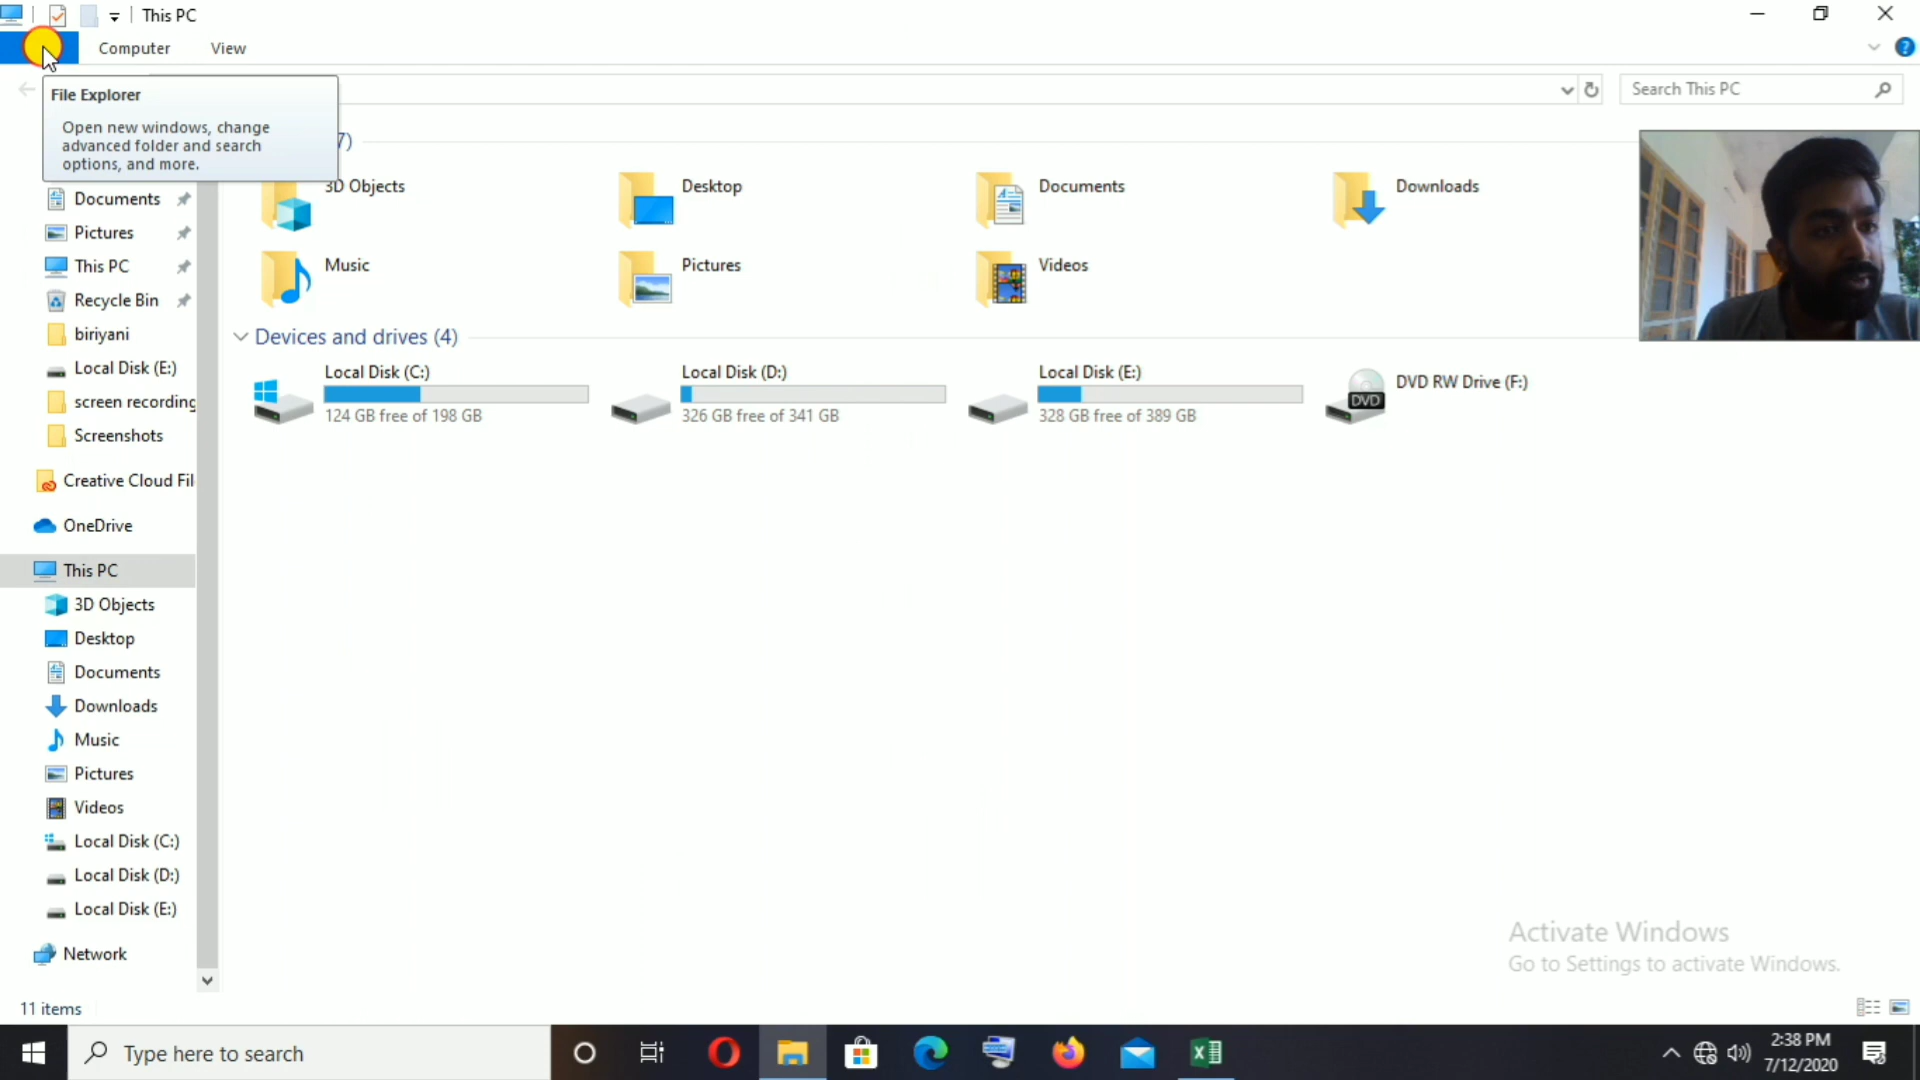 This PC
Computer
View
File Explorer
Open new windows, change
advanced folder and search
options, and more.
7)
Search This PC
3D Objects
Desktop
Documents
Downloads
Music
Pictures
Videos
Devices and drives (4)
Local Disk (C:)
124 GB free of 198 GB
Local Disk (D:)
326 GB free of 341 GB
Local Disk (E:)
328 GB free of 389 GB
DVD RW Drive (F:)
DVD
Documents
Pictures
This PC
Recycle Bin
biriyani
Local Disk (E:)
screen recording
Screenshots
Creative Cloud Fil
OneDrive
This PC
3D Objects
Desktop
Documents
Downloads
Music
Pictures
Videos
Local Disk (C:)
Local Disk (D:)
Local Disk (E:)
Network
Activate Windows
Go to Settings to activate Windows.
11 items
Type here to search
2:38 PM
7/12/2020